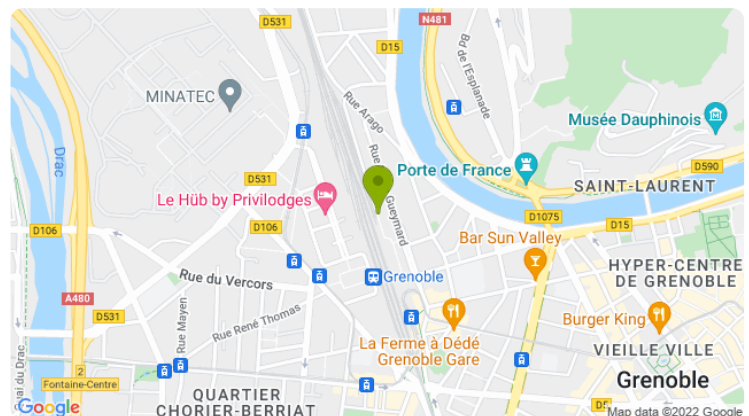 D531
N481
D15
Bd de l'Esplanade
MINATEC
Rue Arago
Musée Dauphinois
Drac
Rue
Gueymard
Porte de France
D590
D531
SAINT-LAURENT
Le Hüb by Privilodges
D106
D106
D1075
D15
Bar Sun Valley
Grenoble
HYPER-CENTRE
DE GRENOBLE
Rue du Vercors
A480
D531
Rue Mayen
Rue René Thomas
La Ferme à Dédé
Grenoble Gare
Burger King
VIEILLE VILLE
2
Fontaine-Centre
Grenoble
QUARTIER
CHORIER-BERRIAT
Google
Map data ©2022 Google